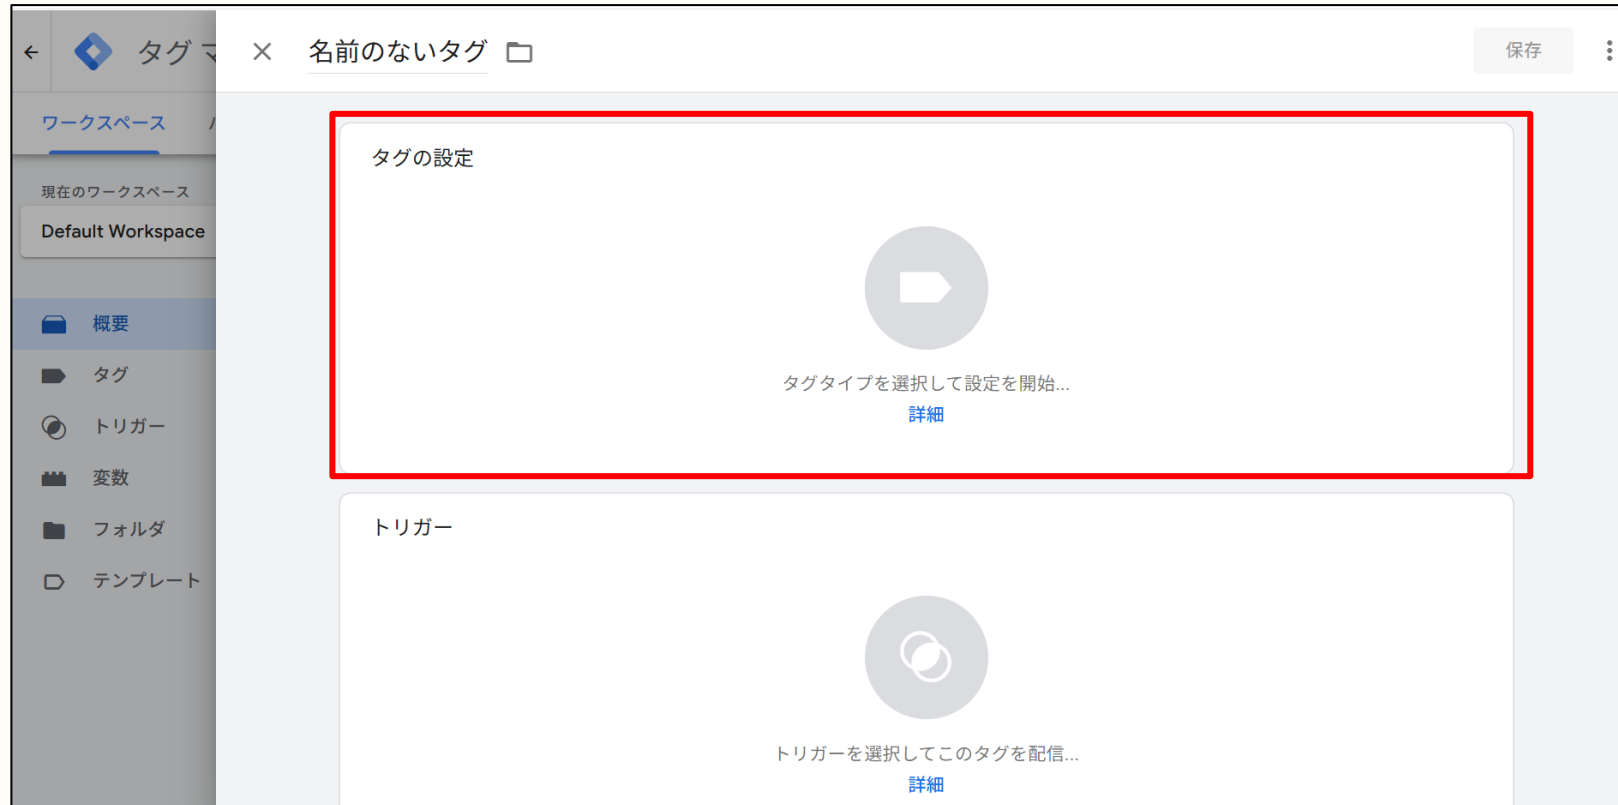 タグ マ
名前のないタグ
保存
ワークスペース
現在のワークスペース
Default Workspace
概要
タグ
トリガー
変数
フォルダ
テンプレート
タグの設定
タグタイプを選択して設定を開始...
詳細
トリガー
トリガーを選択してこのタグを配信...
詳細